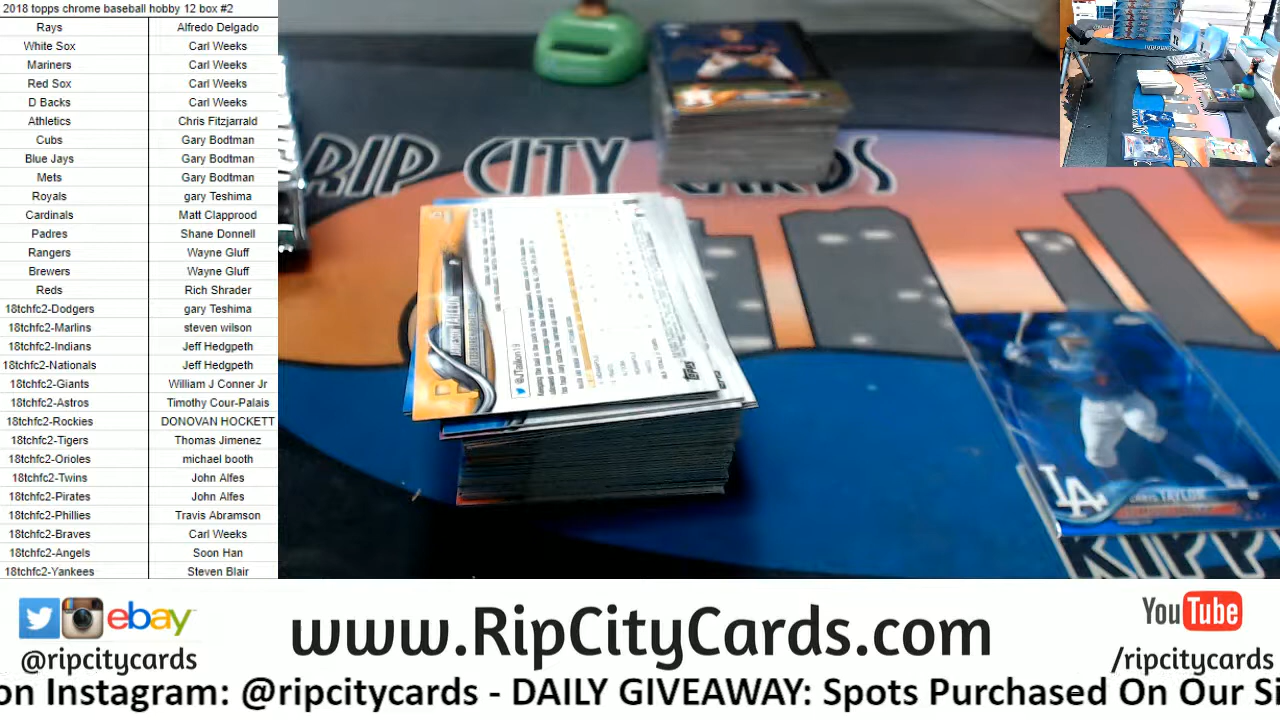 2018 topps chrome baseball hobby 12 box #2
Rays Alfredo Delgado
White Sox Carl Weeks
Mariners Carl Weeks
Red Sox Carl Weeks
D Backs Carl Weeks
Athletics Chris Fitzjarrald
Cubs Gary Bodtman
Blue Jays Gary Bodtman
Mets Gary Bodtman
Royals gary Teshima
Cardinals Matt Clapprood
Padres Shane Donnell
Rangers Wayne Gluff
Brewers Wayne Gluff
Reds Rich Shrader
18tchfc2-Dodgers gary Teshima
18tchfc2-Marlins steven wilson
18tchfc2-Indians Jeff Hedgpeth
18tchfc2-Nationals Jeff Hedgpeth
18tchfc2-Giants William J Conner Jr
18tchfc2-Astros Timothy Cour-Palais
18tchfc2-Rockies DONOVAN HOCKETT
18tchfc2-Tigers Thomas Jimenez
18tchfc2-Orioles michael booth
18tchfc2-Twins John Alfes
18tchfc2-Pirates John Alfes
18tchfc2-Phillies Travis Abramson
18tchfc2-Braves Carl Weeks
18tchfc2-Angels Soon Han
18tchfc2-Yankees Steven Blair
RIP CITY CARDS
LA
ebay
@ripcitycards
www.RipCityCards.com
YouTube
/ripcitycards
on Instagram: @ripcitycards - DAILY GIVEAWAY: Spots Purchased On Our Si